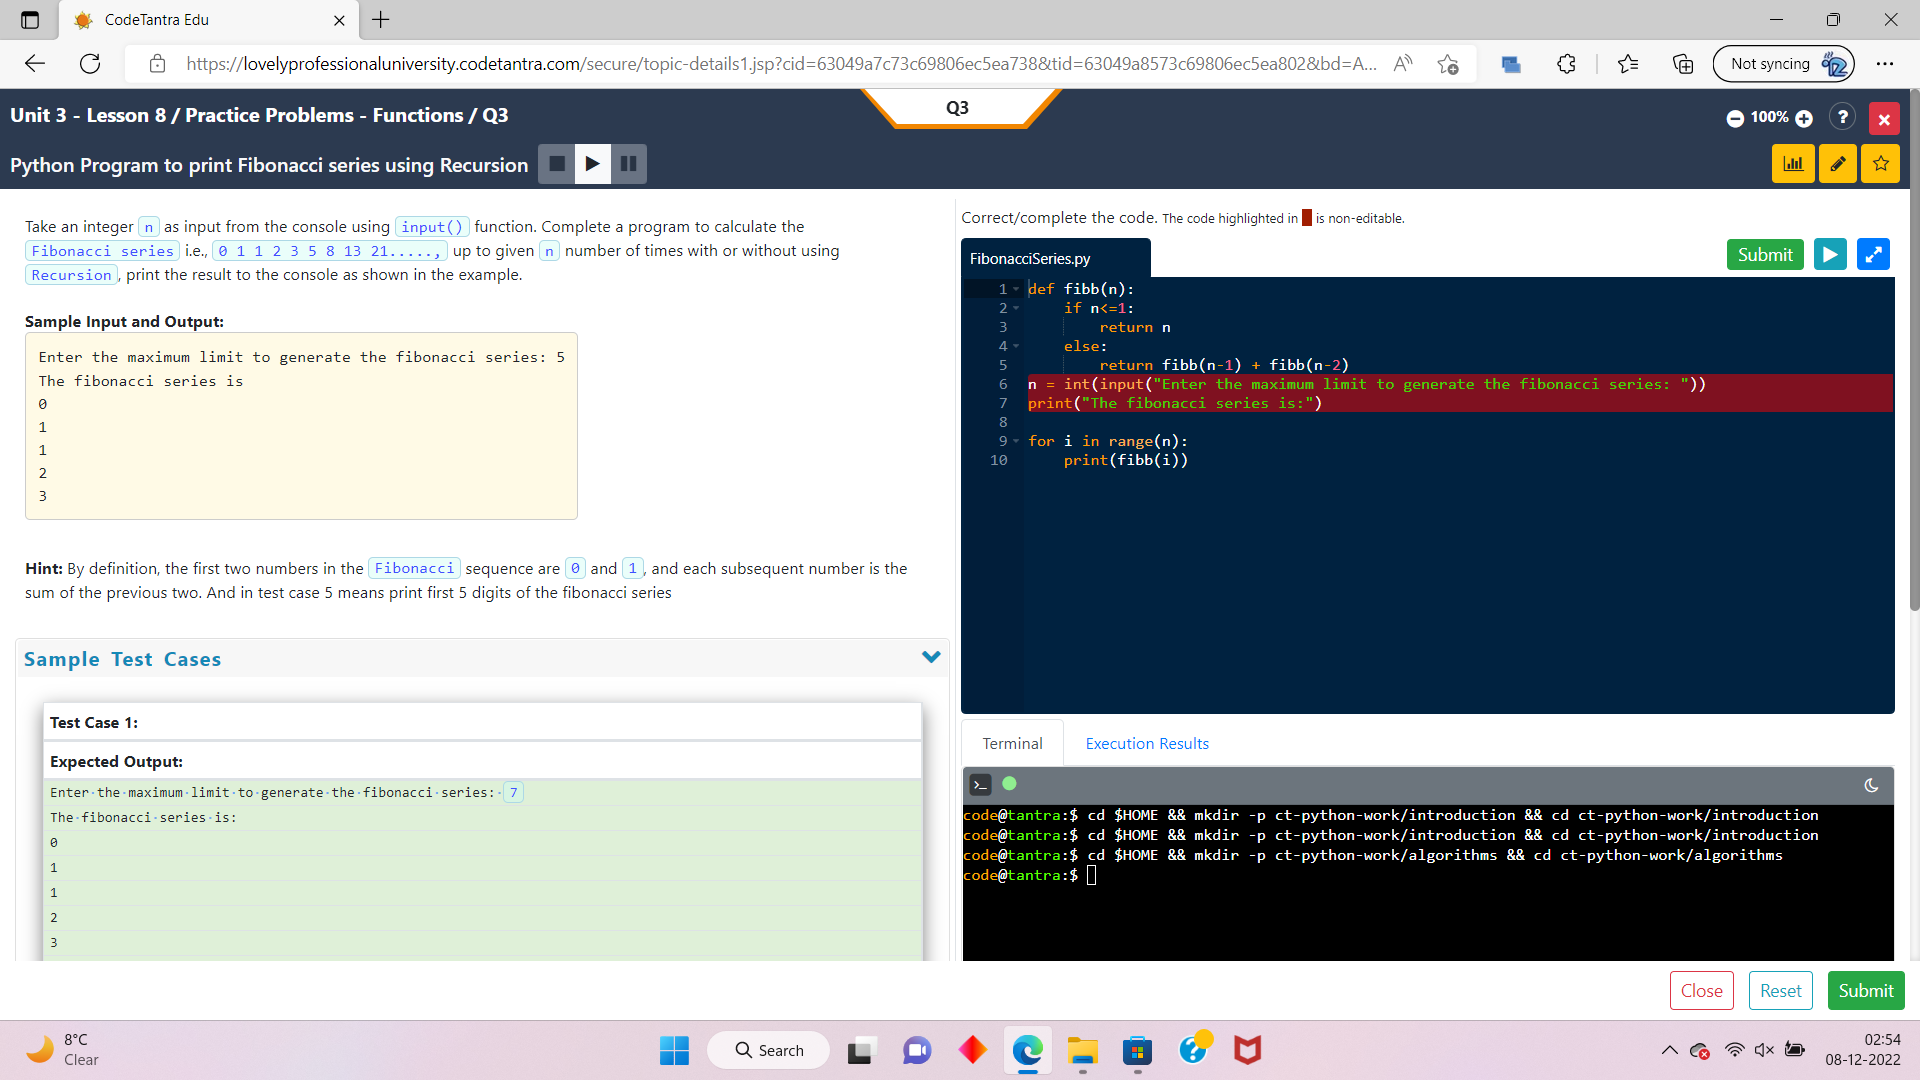 CodeTantra Edu
https://lovelyprofessionaluniversity.codetantra.com/secure/topic-details1.jsp?cid=63049a7c73c69806ec5ea738&tid=63049a8573c69806ec5ea802&bd=A...
Not syncing
Unit 3 - Lesson 8 / Practice Problems - Functions / Q3
Q3
100%
?
Python Program to print Fibonacci series using Recursion
Take an integer n as input from the console using input() function. Complete a program to calculate the
Fibonacci series i.e., 0 1 1 2 3 5 8 13 21....., up to given n number of times with or without using
Recursion, print the result to the console as shown in the example.
Sample Input and Output:
Enter the maximum limit to generate the fibonacci series: 5
The fibonacci series is
0
1
1
2
3
Hint: By definition, the first two numbers in the Fibonacci sequence are 0 and 1, and each subsequent number is the
sum of the previous two. And in test case 5 means print first 5 digits of the fibonacci series
Sample Test Cases
Test Case 1:
Expected Output:
Enter·the·maximum·limit·to·generate·the·fibonacci·series:·7
The·fibonacci·series·is:
0
1
1
2
3
Correct/complete the code. The code highlighted in is non-editable.
FibonacciSeries.py
Submit
1 def fibb(n):
2     if n<=1:
3         return n
4     else:
5         return fibb(n-1) + fibb(n-2)
6 n = int(input("Enter the maximum limit to generate the fibonacci series: "))
7 print("The fibonacci series is:")
8
9 for i in range(n):
10     print(fibb(i))
Terminal
Execution Results
code@tantra:$ cd $HOME && mkdir -p ct-python-work/introduction && cd ct-python-work/introduction
code@tantra:$ cd $HOME && mkdir -p ct-python-work/introduction && cd ct-python-work/introduction
code@tantra:$ cd $HOME && mkdir -p ct-python-work/algorithms && cd ct-python-work/algorithms
code@tantra:$
Close
Reset
Submit
8°C
Clear
Search
02:54
08-12-2022